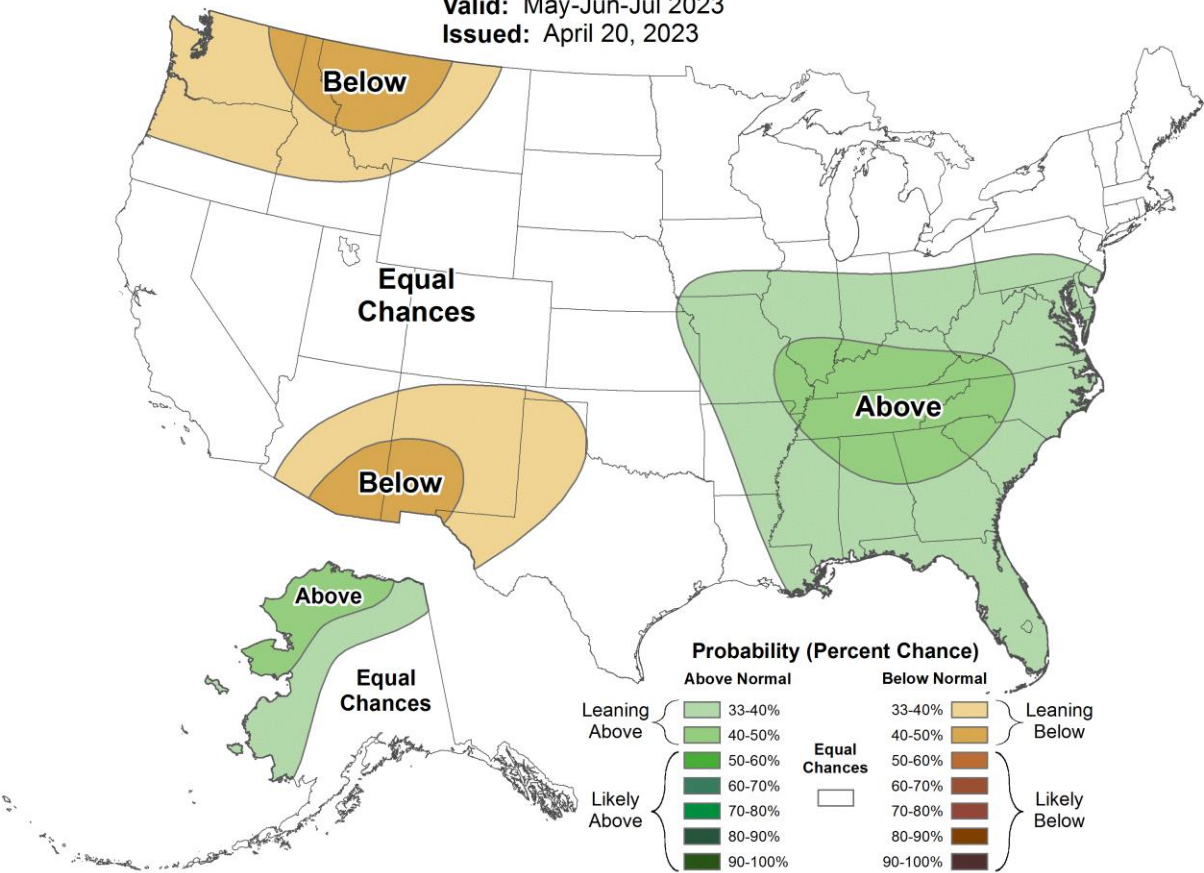 Valid: May-Jun-Jul 2023
Issued: April 20, 2023
Below
Equal
Chances
Above
Below
Above
Equal
Chances
Probability (Percent Chance)
Above Normal
Below Normal
Leaning
Above
33-40%
40-50%
50-60%
60-70%
70-80%
80-90%
90-100%
Likely
Above
Equal
Chances
33-40%
40-50%
50-60%
60-70%
70-80%
80-90%
90-100%
Leaning
Below
Likely
Below